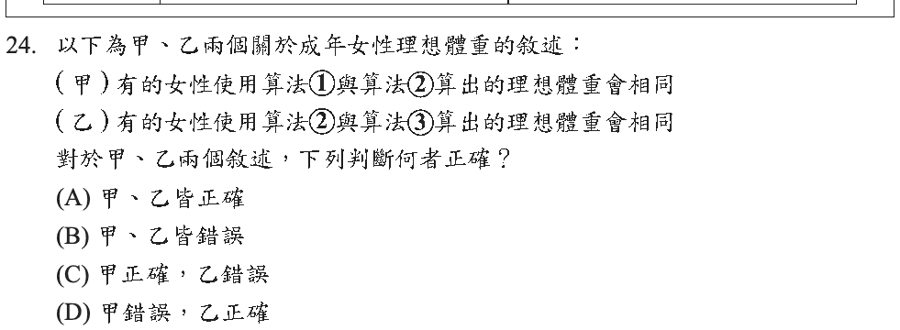 24. 以下為甲、乙兩個關於成年女性理想體重的敘述：
（甲）有的女性使用算法①與算法②算出的理想體重會相同
（乙）有的女性使用算法②與算法③算出的理想體重會相同
對於甲、乙兩個敘述，下列判斷何者正確？
(A) 甲、乙皆正確
(B) 甲、乙皆錯誤
(C) 甲正確，乙錯誤
(D) 甲錯誤，乙正確